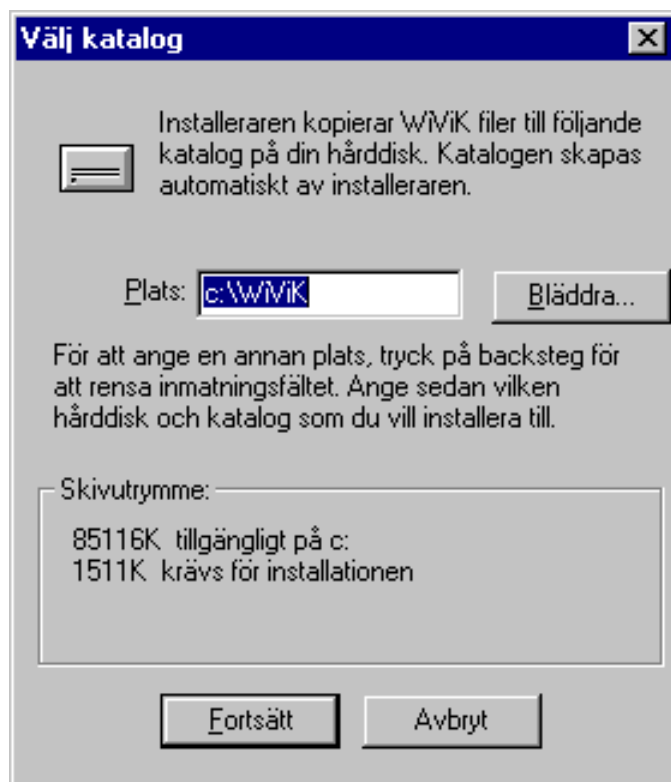 Välj katalog
Installeraren kopierar WiViK filer till följande
katalog på din hårddisk. Katalogen skapas
automatiskt av installeraren.
Plats: c:\WiViK Bläddra...
För att ange en annan plats, tryck på backsteg för
att rensa inmatningsfältet. Ange sedan vilken
hårddisk och katalog som du vill installera till.
Skivutrymme:
85116K tillgängligt på c:
1511K krävs för installationen
Fortsätt Avbryt